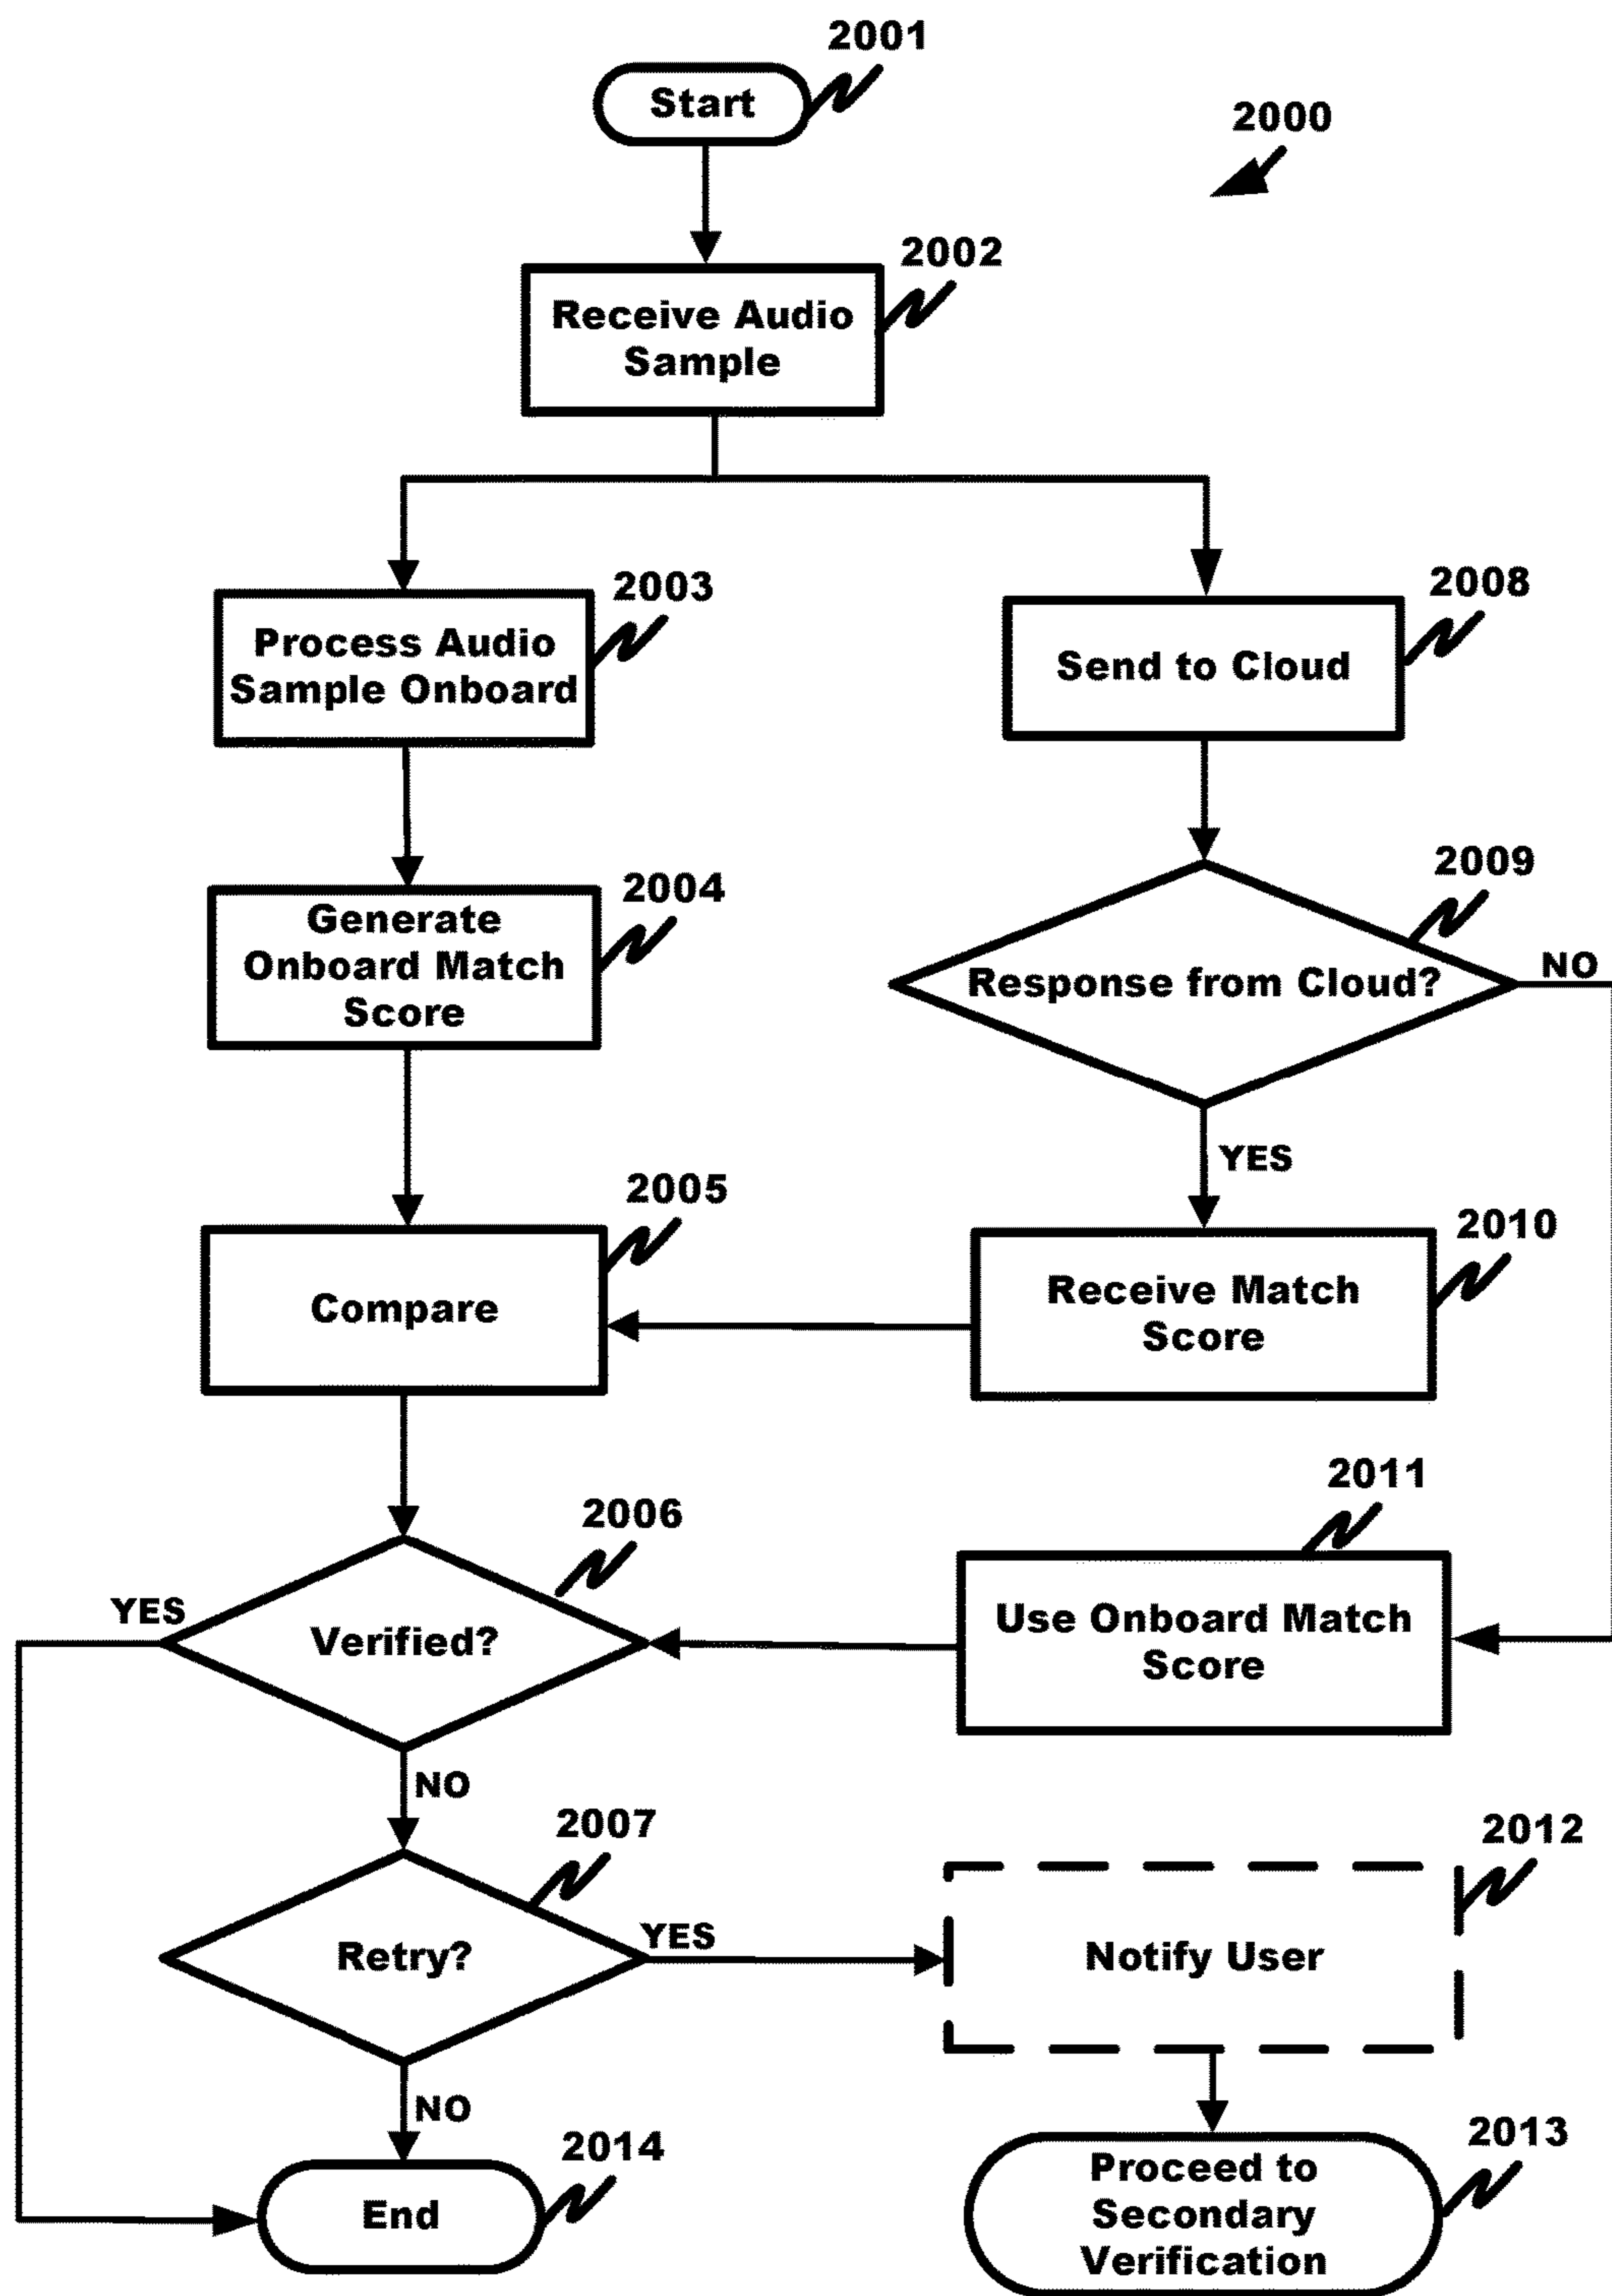 2001
Start
2000
2002
Receive Audio
Sample
2003
Process Audio
Sample Onboard
2008
Send to Cloud
2004
Generate
Onboard Match
Score
2009
Response from Cloud?
NO
YES
2005
Compare
2010
Receive Match
Score
2011
Use Onboard Match
Score
2006
YES
Verified?
NO
2007
Retry?
YES
2012
Notify User
NO
2014
End
2013
Proceed to
Secondary
Verification